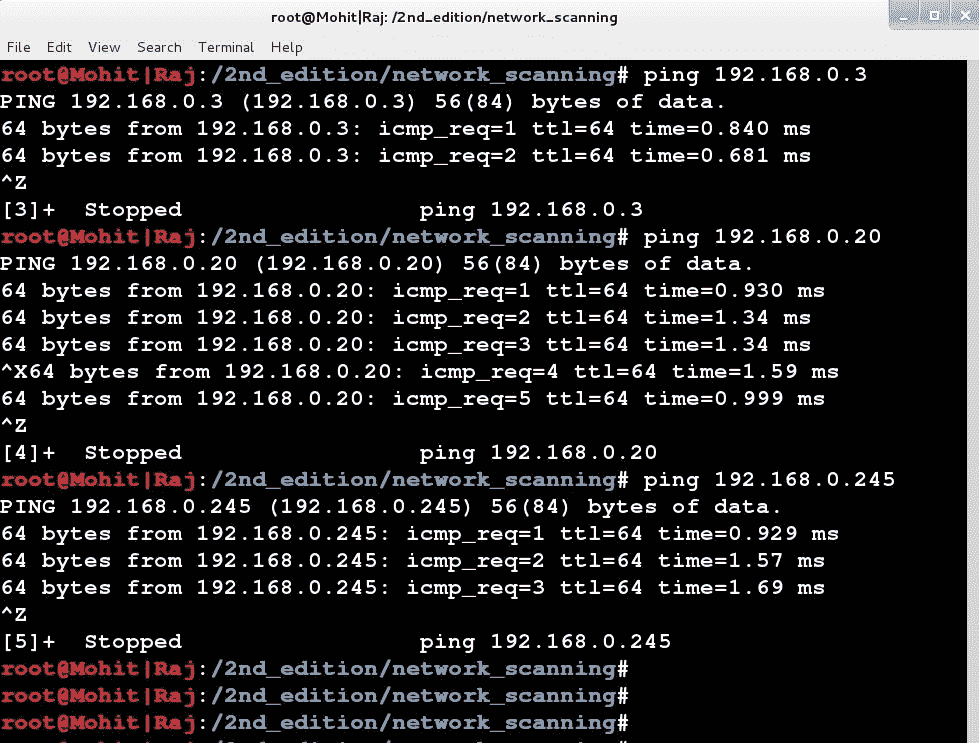 root@Mohit|Raj: /2nd_edition/network_scanning
File Edit View Search Terminal Help
root@Mohit|Raj:/2nd_edition/network_scanning# ping 192.168.0.3
PING 192.168.0.3 (192.168.0.3) 56(84) bytes of data.
64 bytes from 192.168.0.3: icmp_req=1 ttl=64 time=0.840 ms
64 bytes from 192.168.0.3: icmp_req=2 ttl=64 time=0.681 ms
^Z
[3]+  Stopped                 ping 192.168.0.3
root@Mohit|Raj:/2nd_edition/network_scanning# ping 192.168.0.20
PING 192.168.0.20 (192.168.0.20) 56(84) bytes of data.
64 bytes from 192.168.0.20: icmp_req=1 ttl=64 time=0.930 ms
64 bytes from 192.168.0.20: icmp_req=2 ttl=64 time=1.34 ms
64 bytes from 192.168.0.20: icmp_req=3 ttl=64 time=1.34 ms
^X64 bytes from 192.168.0.20: icmp_req=4 ttl=64 time=1.59 ms
64 bytes from 192.168.0.20: icmp_req=5 ttl=64 time=0.999 ms
^Z
[4]+  Stopped                 ping 192.168.0.20
root@Mohit|Raj:/2nd_edition/network_scanning# ping 192.168.0.245
PING 192.168.0.245 (192.168.0.245) 56(84) bytes of data.
64 bytes from 192.168.0.245: icmp_req=1 ttl=64 time=0.929 ms
64 bytes from 192.168.0.245: icmp_req=2 ttl=64 time=1.57 ms
64 bytes from 192.168.0.245: icmp_req=3 ttl=64 time=1.69 ms
^Z
[5]+  Stopped                 ping 192.168.0.245
root@Mohit|Raj:/2nd_edition/network_scanning#
root@Mohit|Raj:/2nd_edition/network_scanning#
root@Mohit|Raj:/2nd_edition/network_scanning#